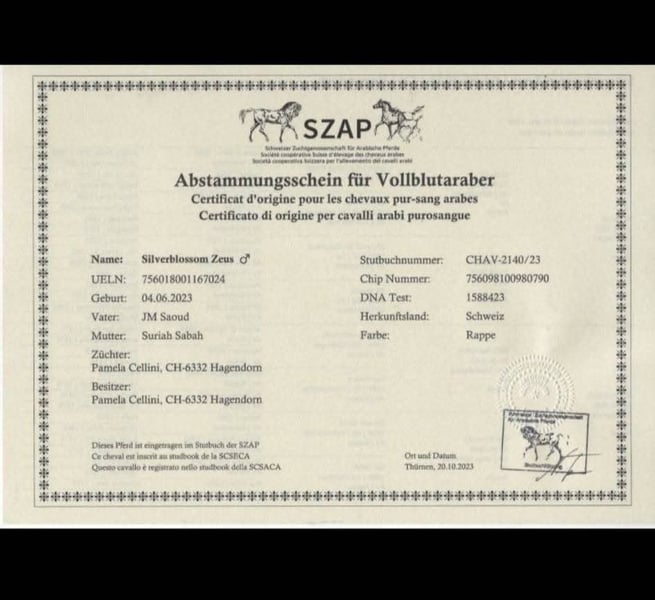 SZAP
Schweizer Zuchtgenossenschaft für Arabische Pferde
Société coopérative Suisse d'élevage des chevaux arabes
Società cooperativa Svizzera per l'allevamento dei cavalli arabi
Abstammungsschein für Vollblutaraber
Certificat d'origine pour les chevaux pur-sang arabes
Certificato di origine per cavalli arabi purosangue
Name: Silverblossom Zeus ♂
UELN: 756018001167024
Geburt: 04.06.2023
Vater: JM Saoud
Mutter: Suriah Sabah
Züchter:
Pamela Cellini, CH-6332 Hagendorn
Besitzer:
Pamela Cellini, CH-6332 Hagendorn
Stutbuchnummer: CHAV-2140/23
Chip Nummer: 756098100980790
DNA Test: 1588423
Herkunftsland: Schweiz
Farbe: Rappe
Dieses Pferd ist eingetragen im Stutbuch der SZAP
Ce cheval est inscrit au studbook de la SCSECA
Questo cavallo è registrato nello studbook della SCSACA
Ort und Datum
Thürnen, 20.10.2023